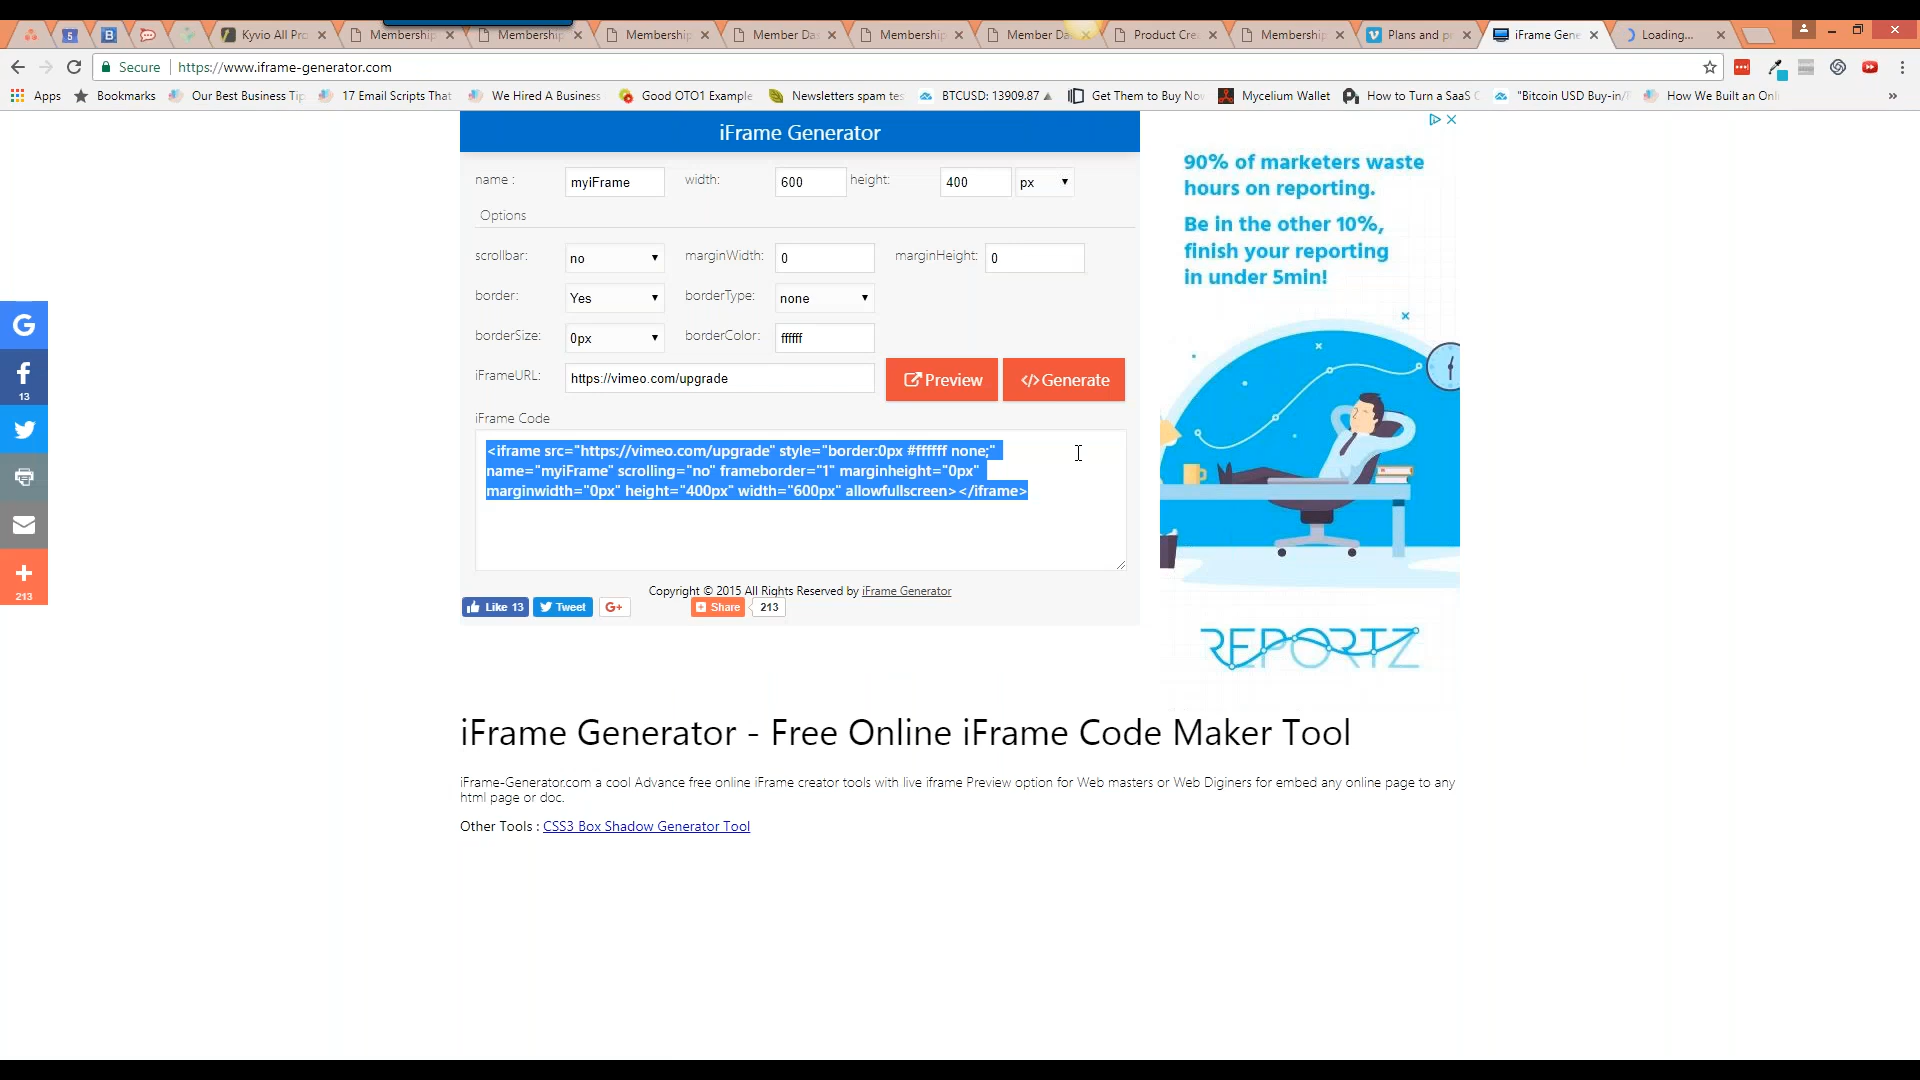 5
B
Kyvio All Pro
Membership
Membership
Membership
Member Da
Membership
Member Da
Product Cre
Membership
Plans and p
iFrame Gene
Loading...
Secure
https://www.iframe-generator.com
Apps
Bookmarks
Our Best Business Tip
17 Email Scripts That
We Hired A Business
Good OTO1 Example
Newsletters spam tes
BTCUSD: 13909.87▲
Get Them to Buy Now
Mycelium Wallet
How to Turn a SaaS C
"Bitcoin USD Buy-in/
How We Built an Onli
»
iFrame Generator
name :
myiFrame
width:
600
height:
400
px
Options
scrollbar:
no
marginWidth:
0
marginHeight:
0
border:
Yes
borderType:
none
borderSize:
0px
borderColor:
ffffff
iFrameURL:
https://vimeo.com/upgrade
Preview
</>Generate
iFrame Code
<iframe src="https://vimeo.com/upgrade" style="border:0px #ffffff none;"
name="myiFrame" scrolling="no" frameborder="1" marginheight="0px"
marginwidth="0px" height="400px" width="600px" allowfullscreen></iframe>
Copyright © 2015 All Rights Reserved by iFrame Generator
Like 13
Tweet
G+
Share
213
G
f
13
213
90% of marketers waste
hours on reporting.
Be in the other 10%,
finish your reporting
in under 5min!
REPORTZ
iFrame Generator - Free Online iFrame Code Maker Tool
iFrame-Generator.com a cool Advance free online iFrame creator tools with live iframe Preview option for Web masters or Web Diginers for embed any online page to any
html page or doc.
Other Tools : CSS3 Box Shadow Generator Tool